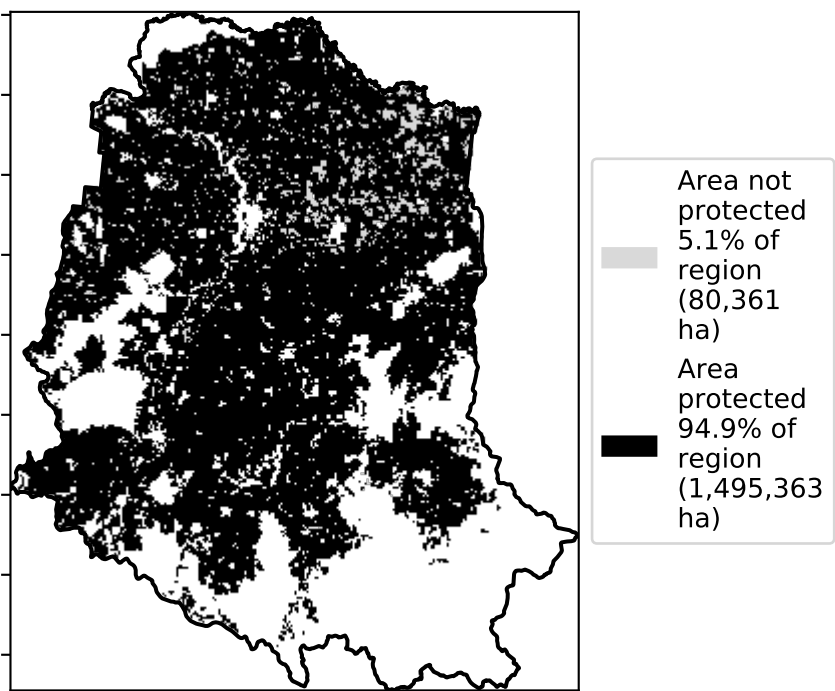 Area not
protected
5.1% of
region
(80,361
ha)
Area
protected
94.9% of
region
(1,495,363
ha)